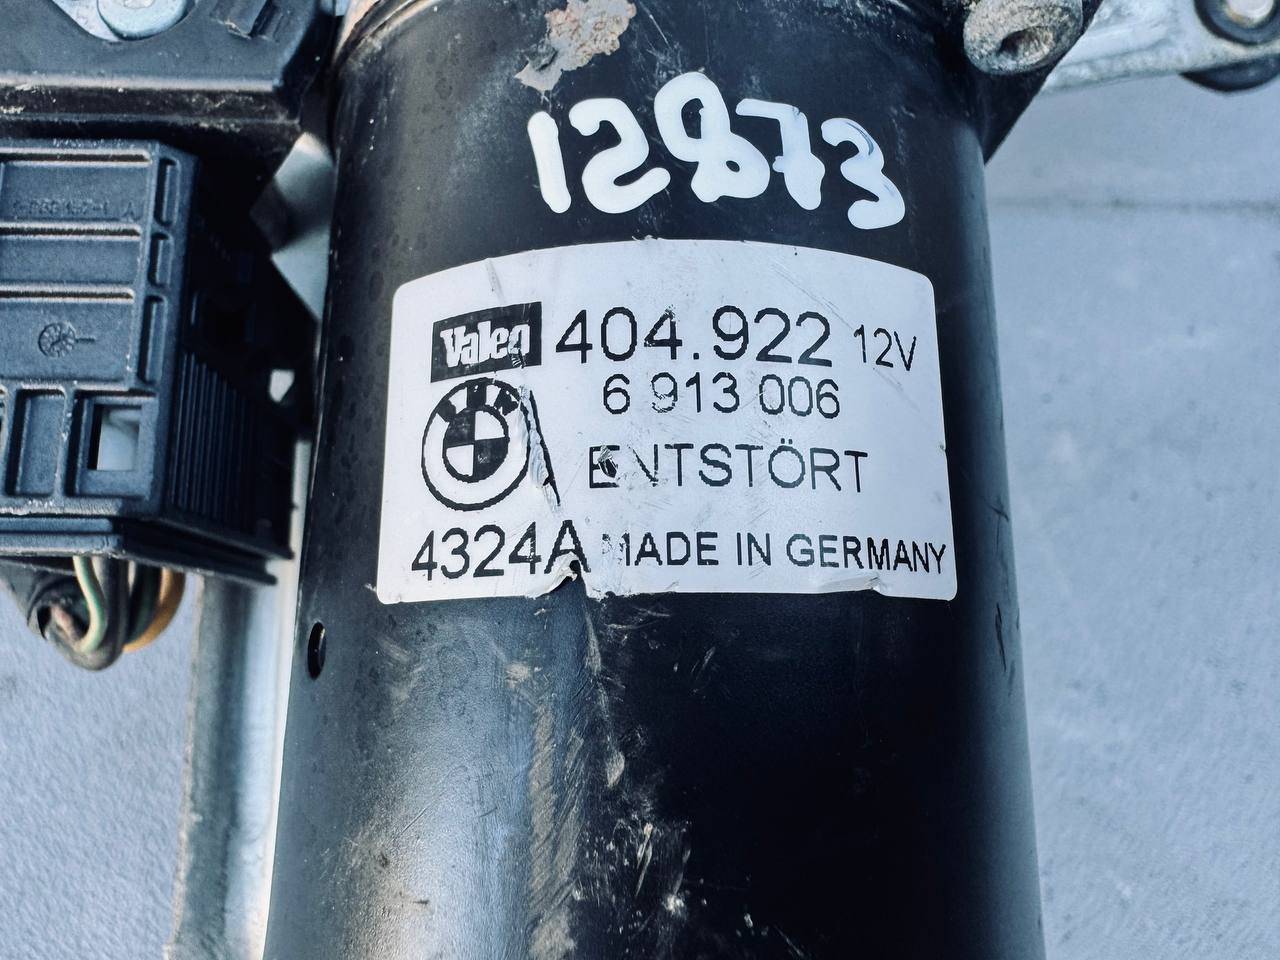 12873
Valeo 404.922 12V
6 913 006
ENTSTÖRT
4324A MADE IN GERMANY